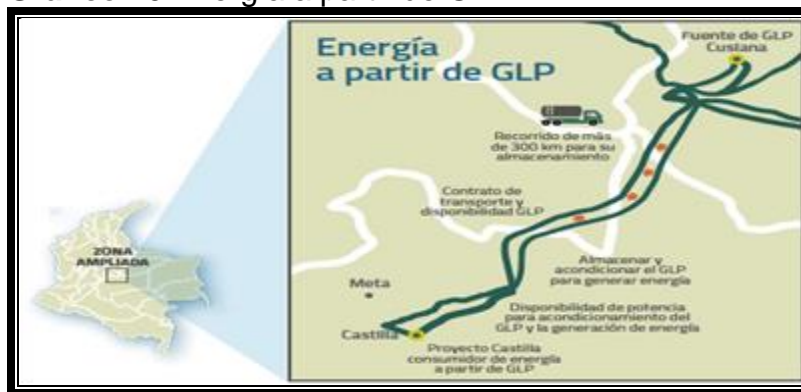 Energía
a partir de GLP
Fuente de GLP
Cusiana
Recorrido de más
de 300 km para su
almacenamiento
Contrato de
transporte y
disponibilidad GLP
ZONA
AMPLIADA
Almacenar y
acondicionar el GLP
para generar energía
Meta
Disponibilidad de potencia
para acondicionamiento del
GLP y la generación de energía
Castilla
Proyecto Castilla
consumidor de energía
a partir de GLP